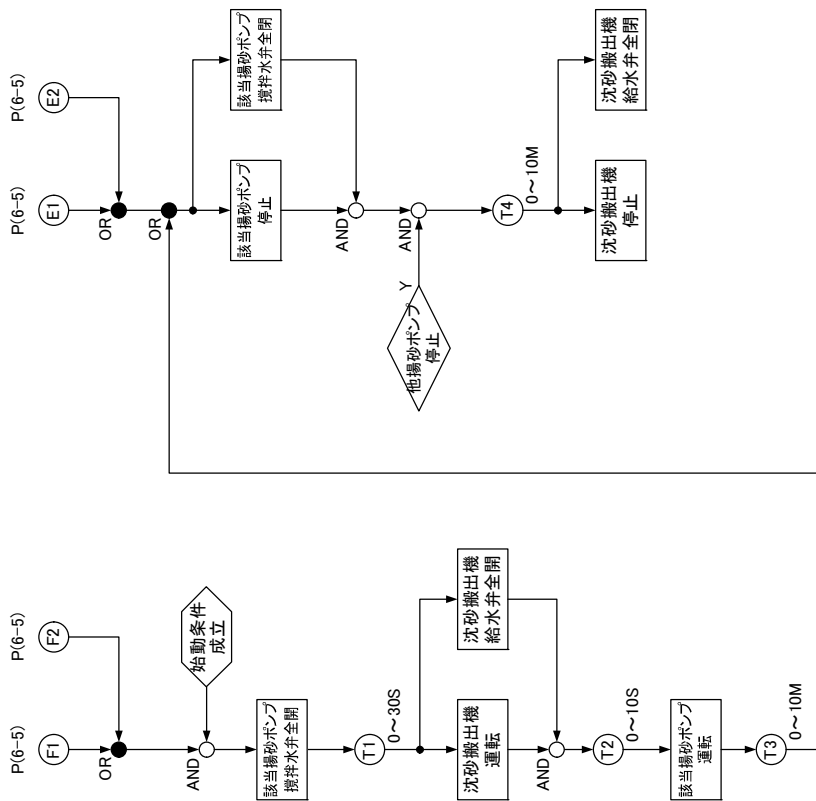 P(6-5)
P(6-5)
F1
F2
OR
始動条件
成立
AND
該当揚砂ポンプ
攪拌水弁全開
T1
0～30S
沈砂搬出機
運転
沈砂搬出機
給水弁全開
AND
T2
0～10S
該当揚砂ポンプ
運転
T3
0～10M
P(6-5)
P(6-5)
E1
E2
OR
OR
該当揚砂ポンプ
停止
該当揚砂ポンプ
攪拌水弁全閉
AND
他揚砂ポンプ
停止
Y
AND
T4
0～10M
沈砂搬出機
停止
沈砂搬出機
給水弁全閉